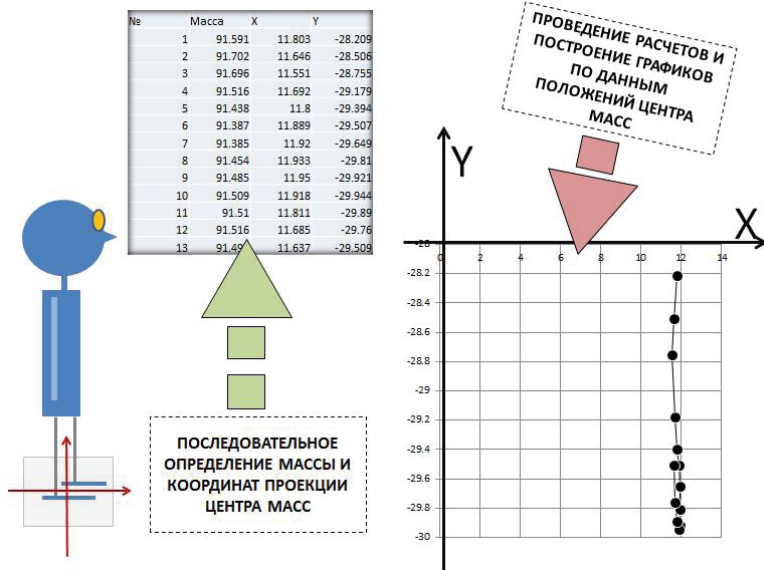 № Масса X Y
1 91.591 11.803 -28.209
2 91.702 11.646 -28.506
3 91.696 11.551 -28.755
4 91.516 11.692 -29.179
5 91.438 11.8 -29.394
6 91.387 11.889 -29.507
7 91.385 11.92 -29.649
8 91.454 11.933 -29.81
9 91.485 11.95 -29.921
10 91.509 11.918 -29.944
11 91.51 11.811 -29.89
12 91.516 11.685 -29.76
13 11.637 -29.509
ПОСЛЕДОВАТЕЛЬНОЕ
ОПРЕДЕЛЕНИЕ МАССЫ И
КООРДИНАТ ПРОЕКЦИИ
ЦЕНТРА МАСС
ПРОВЕДЕНИЕ РАСЧЕТОВ И
ПОСТРОЕНИЕ ГРАФИКОВ
ПО ДАННЫМ
ПОЛОЖЕНИЙ ЦЕНТРА
МАСС
Y
X
-28
0 2 4 6 8 10 12 14
-28.2
-28.4
-28.6
-28.8
-29
-29.2
-29.4
-29.6
-29.8
-30